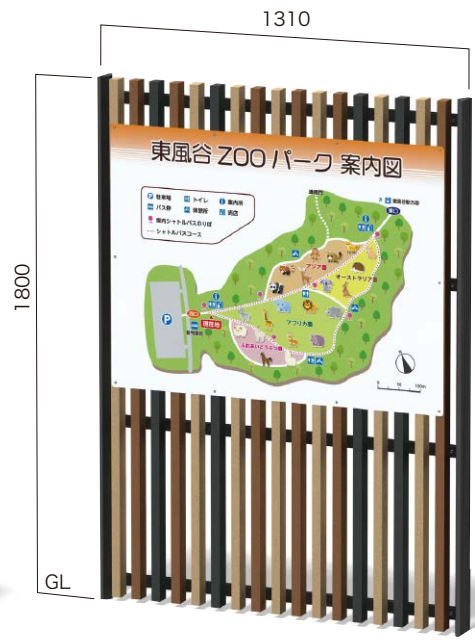 1310
1800
GL
東風谷 ZOO パーク 案内図
P 駐車場
トイレ
i 案内所
バス停
休憩所
売店
園内シャトルバスのりば
シャトルバスコース
アジア園
オーストラリア園
アフリカ園
ふれあいどうぶつ園
P
現在地